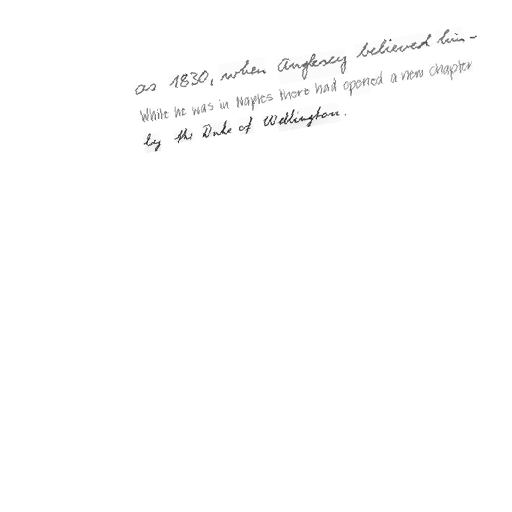 as 1830, when Anglesey believed him-
While he was in Naples there had opened a new chapter
by the Duke of Wellington.